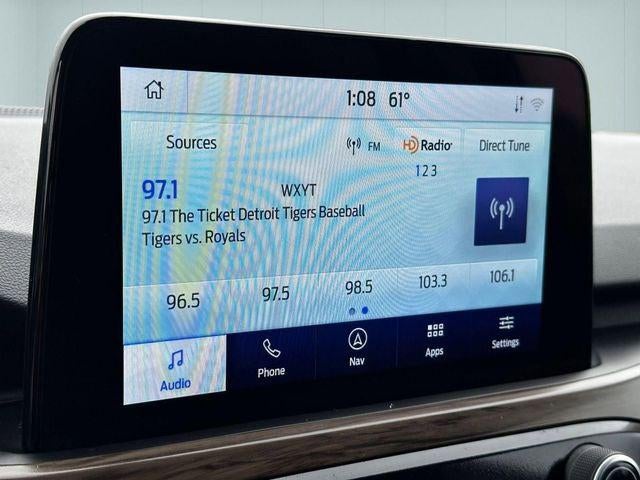 1:08 61°
Sources FM HD Radio Direct Tune
1 2 3
97.1 WXYT
97.1 The Ticket Detroit Tigers Baseball
Tigers vs. Royals
96.5 97.5 98.5 103.3 106.1
Audio Phone Nav Apps Settings